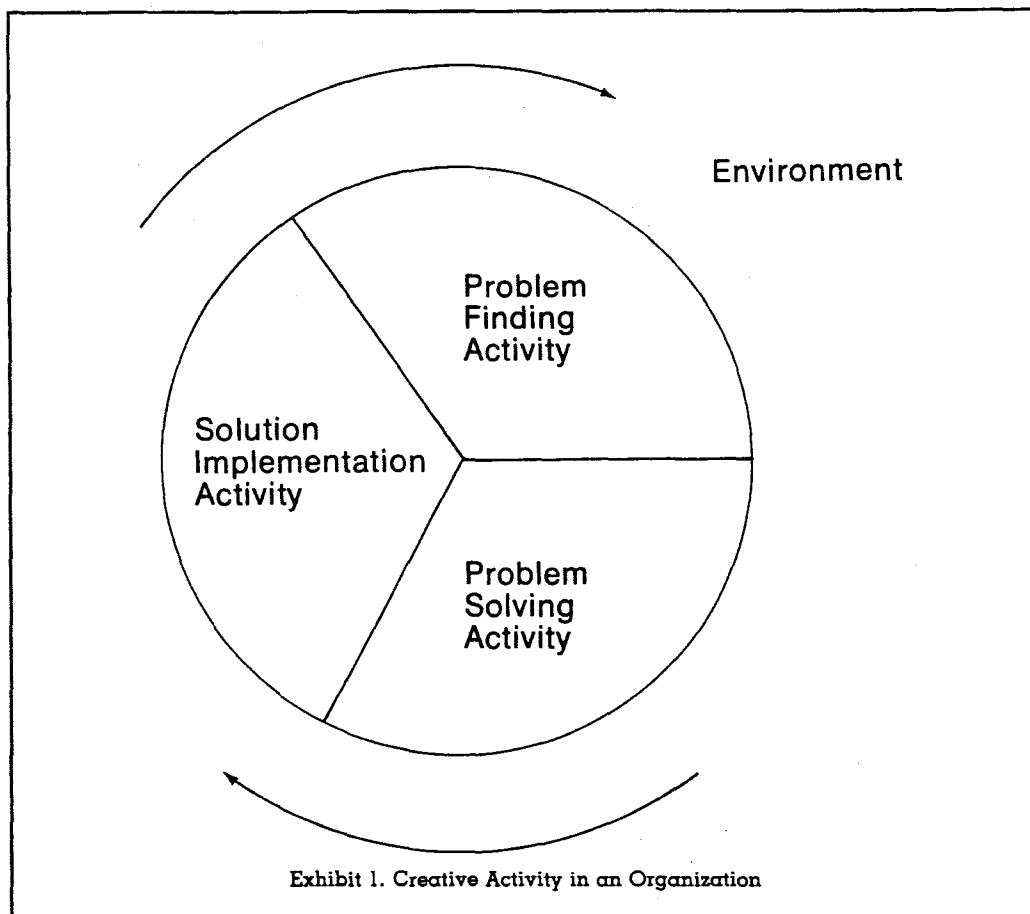 Environment
Problem
Finding
Activity
Solution
Implementation
Activity
Problem
Solving
Activity
Exhibit 1. Creative Activity in an Organization